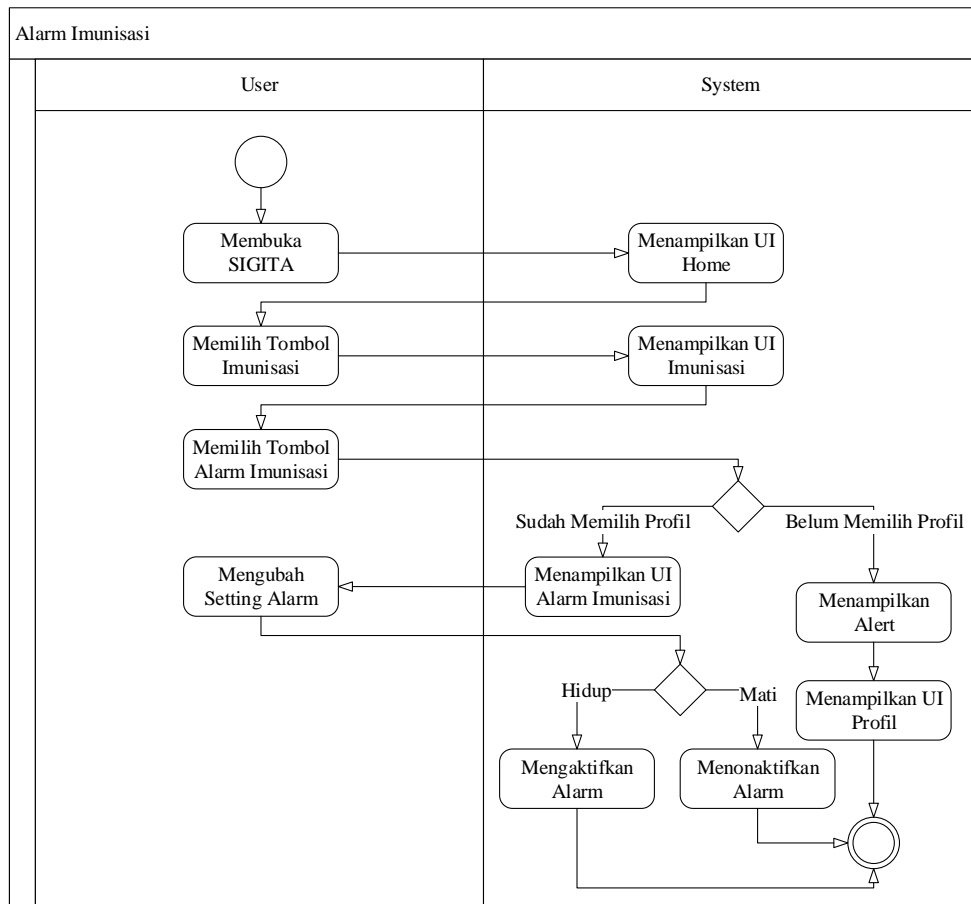 Alarm Imunisasi
User
System
Membuka
SIGITA
Menampilkan UI
Home
Memilih Tombol
Imunisasi
Menampilkan UI
Imunisasi
Memilih Tombol
Alarm Imunisasi
Sudah Memilih Profil
Belum Memilih Profil
Mengubah
Setting Alarm
Menampilkan UI
Alarm Imunisasi
Menampilkan
Alert
Hidup
Mati
Menampilkan UI
Profil
Mengaktifkan
Alarm
Menonaktifkan
Alarm